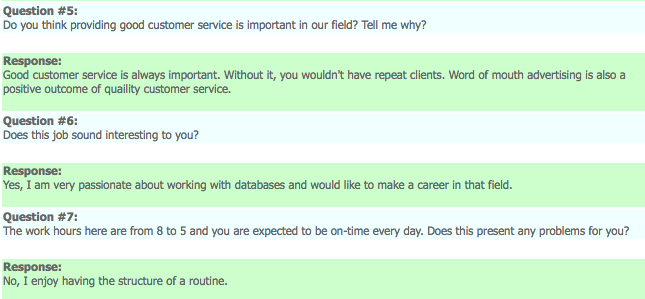 Question #5:
Do you think providing good customer service is important in our field? Tell me why?
Response:
Good customer service is always important. Without it, you wouldn't have repeat clients. Word of mouth advertising is also a
positive outcome of quaility customer service.
Question #6:
Does this job sound interesting to you?
Response:
Yes, I am very passionate about working with databases and would like to make a career in that field.
Question #7:
The work hours here are from 8 to 5 and you are expected to be on-time every day. Does this present any problems for you?
Response:
No, I enjoy having the structure of a routine.